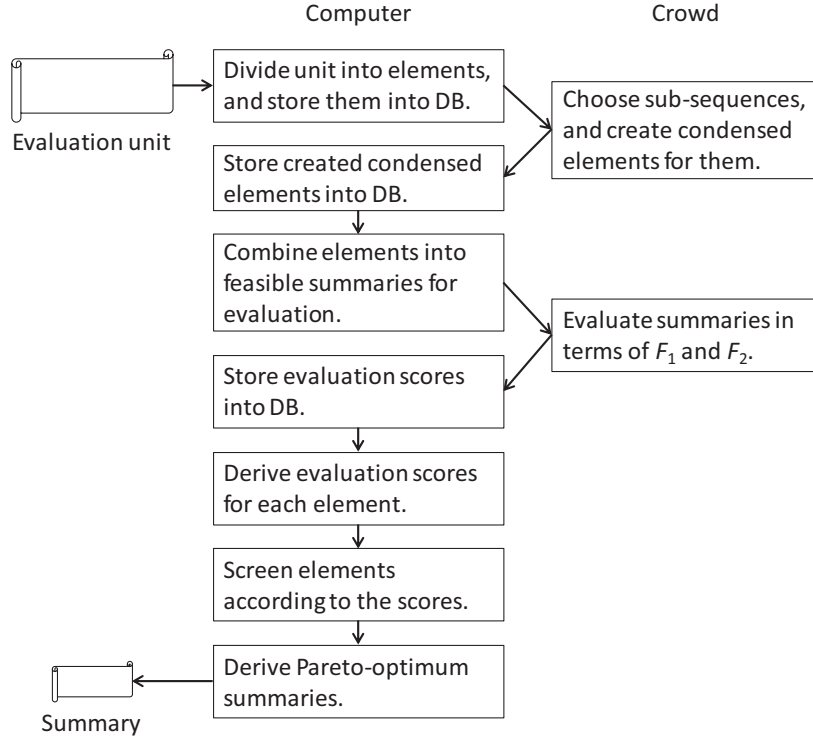 Computer
Crowd
Evaluation unit
Divide unit into elements,
and store them into DB.
Choose sub-sequences,
and create condensed
elements for them.
Store created condensed
elements into DB.
Combine elements into
feasible summaries for
evaluation.
Evaluate summaries in
terms of F₁ and F₂.
Store evaluation scores
into DB.
Derive evaluation scores
for each element.
Screen elements
according to the scores.
Derive Pareto-optimum
summaries.
Summary